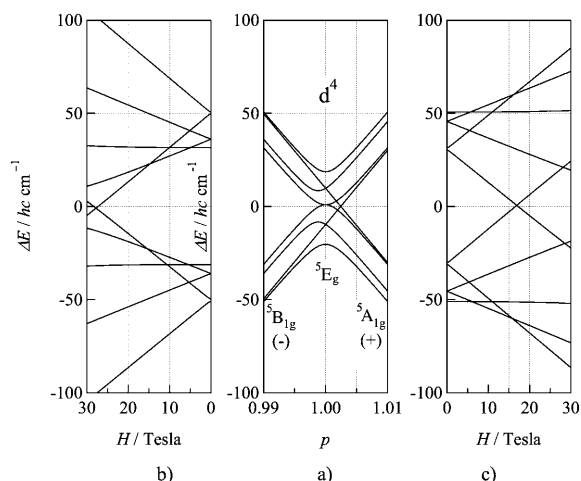 100
50
0
-50
-100
ΔE / hc cm⁻¹
30
20
10
0
H / Tesla
b)
100
50
0
-50
-100
ΔE / hc cm⁻¹
d⁴
⁵E_g
⁵B_1g
(-)
⁵A_1g
(+)
0.99
1.00
1.01
p
a)
100
50
0
-50
-100
0
10
20
30
H / Tesla
c)